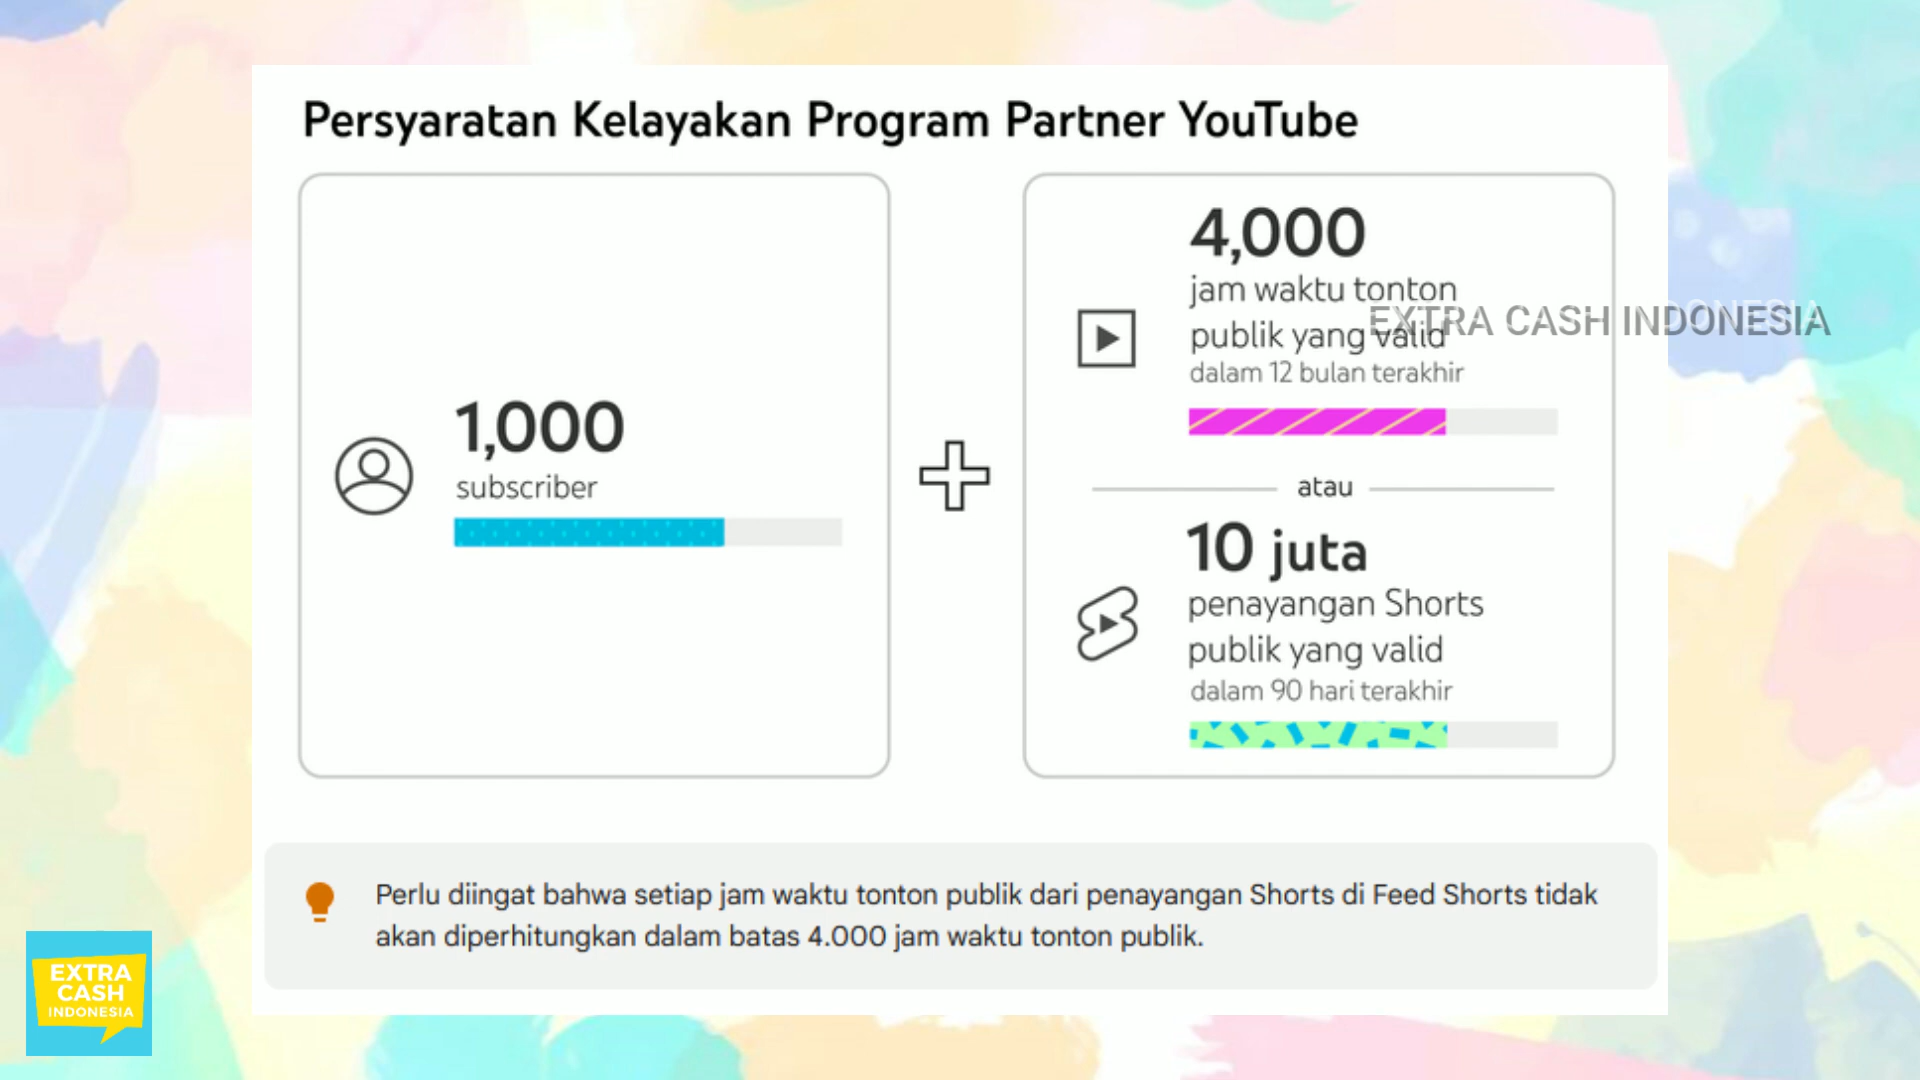 Persyaratan Kelayakan Program Partner YouTube
1,000
subscriber
4,000
jam waktu tonton
publik yang valid
dalam 12 bulan terakhir
atau
10 juta
penayangan Shorts
publik yang valid
dalam 90 hari terakhir
EXTRA CASH INDONESIA
Perlu diingat bahwa setiap jam waktu tonton publik dari penayangan Shorts di Feed Shorts tidak
akan diperhitungkan dalam batas 4.000 jam waktu tonton publik.
EXTRA
CASH
INDONESIA